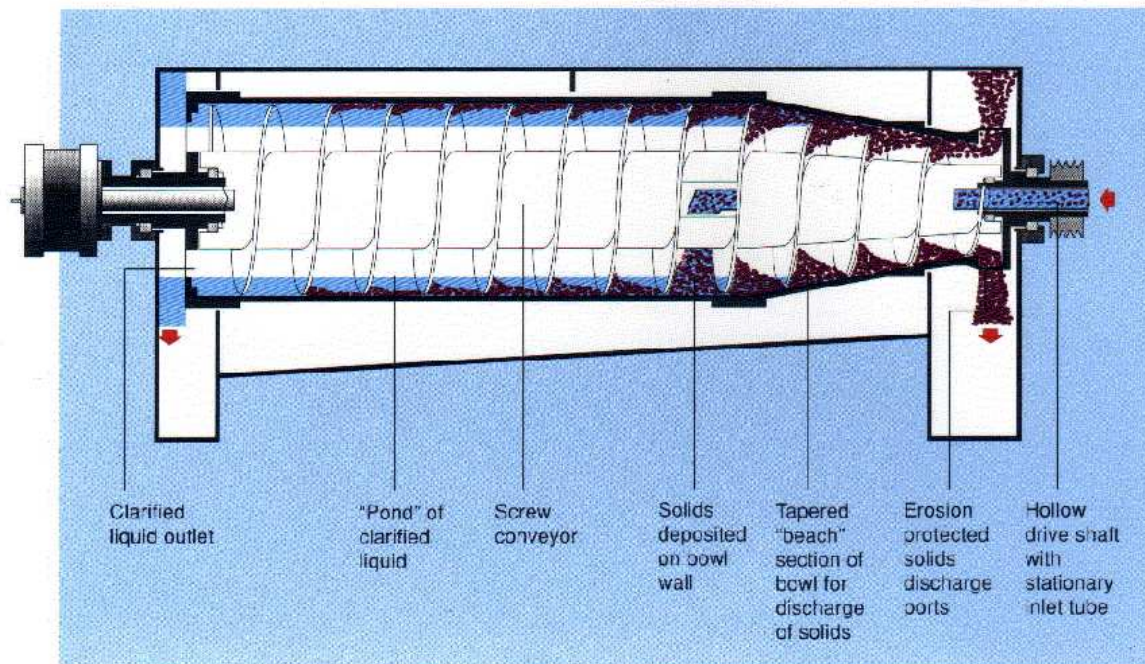 Clarified
liquid outlet
"Pond" of
clarified
liquid
Screw
conveyor
Solids
deposited
on bowl
wall
Tapered
"beach"
section of
bowl for
discharge
of solids
Erosion
protected
solids
discharge
ports
Hollow
drive shaft
with
stationary
inlet tube